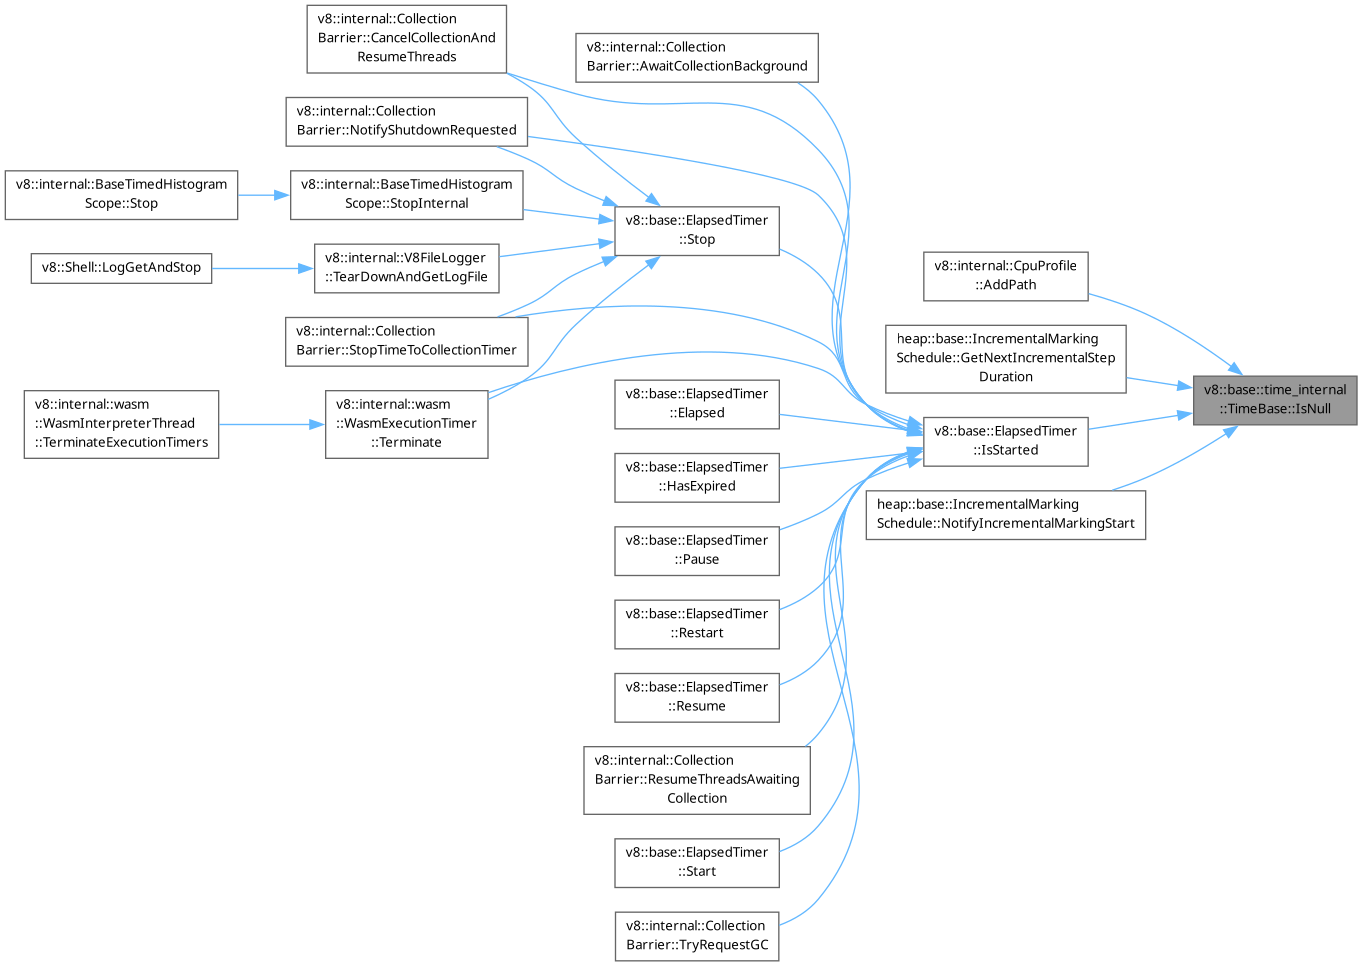 v8::internal::Collection
Barrier::CancelCollectionAnd
ResumeThreads
v8::internal::Collection
Barrier::AwaitCollectionBackground
v8::internal::Collection
Barrier::NotifyShutdownRequested
v8::internal::BaseTimedHistogram
Scope::Stop
v8::internal::BaseTimedHistogram
Scope::StopInternal
v8::base::ElapsedTimer
::Stop
v8::Shell::LogGetAndStop
v8::internal::V8FileLogger
::TearDownAndGetLogFile
v8::internal::CpuProfile
::AddPath
v8::internal::Collection
Barrier::StopTimeToCollectionTimer
heap::base::IncrementalMarking
Schedule::GetNextIncrementalStep
Duration
v8::base::time_internal
::TimeBase::IsNull
v8::internal::wasm
::WasmInterpreterThread
::TerminateExecutionTimers
v8::internal::wasm
::WasmExecutionTimer
::Terminate
v8::base::ElapsedTimer
::Elapsed
v8::base::ElapsedTimer
::IsStarted
v8::base::ElapsedTimer
::HasExpired
heap::base::IncrementalMarking
Schedule::NotifyIncrementalMarkingStart
v8::base::ElapsedTimer
::Pause
v8::base::ElapsedTimer
::Restart
v8::base::ElapsedTimer
::Resume
v8::internal::Collection
Barrier::ResumeThreadsAwaiting
Collection
v8::base::ElapsedTimer
::Start
v8::internal::Collection
Barrier::TryRequestGC